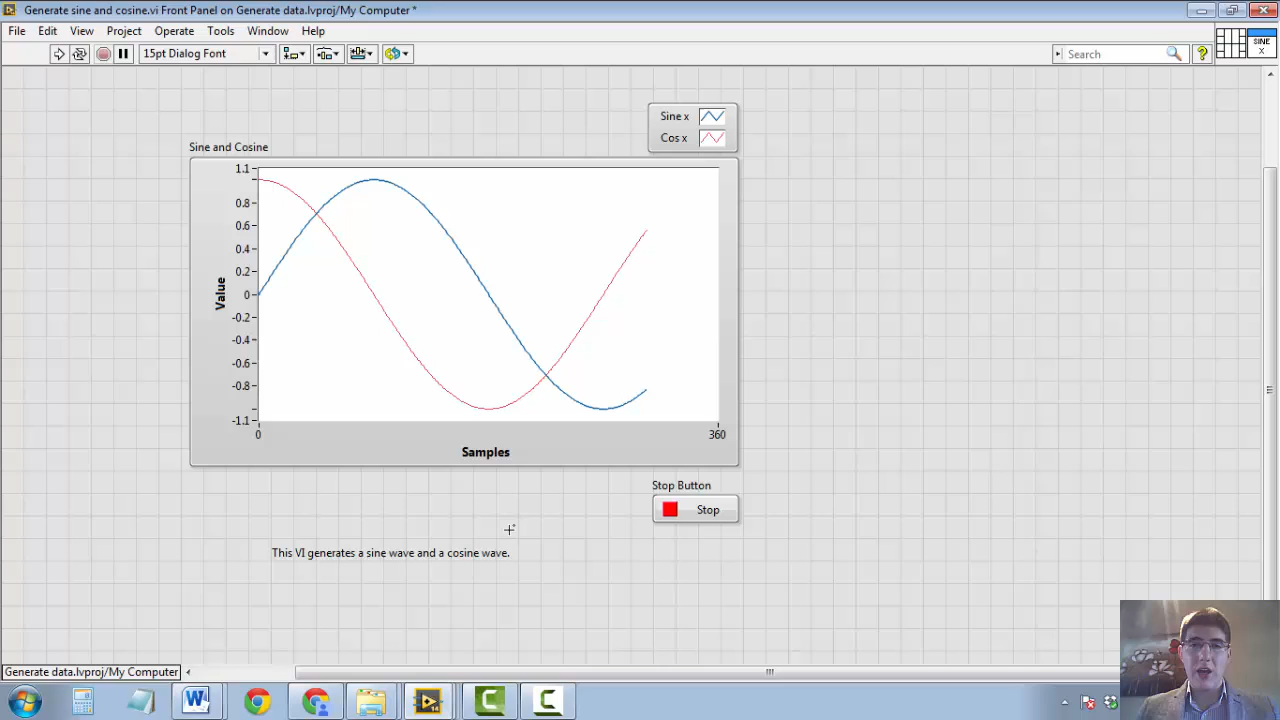 Generate sine and cosine.vi Front Panel on Generate data.lvproj/My Computer *
File Edit View Project Operate Tools Window Help
15pt Dialog Font
Search
?
SINE
X
Sine x
Cos x
Sine and Cosine
1.1
0.8
0.6
0.4
0.2
0
-0.2
-0.4
-0.6
-0.8
-1.1
Value
0 360
Samples
Stop Button
Stop
This VI generates a sine wave and a cosine wave.
Generate data.lvproj/My Computer